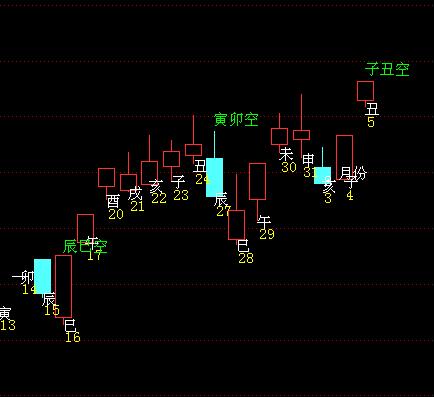 子丑空
丑
5
寅卯空
未
30
申
31
亥
3
月份
子
4
丑
24
子
23
亥
22
戌
21
酉
20
辰
27
午
29
巳
28
辰巳空
午
17
一卯
14
辰
15
寅
13
巳
16